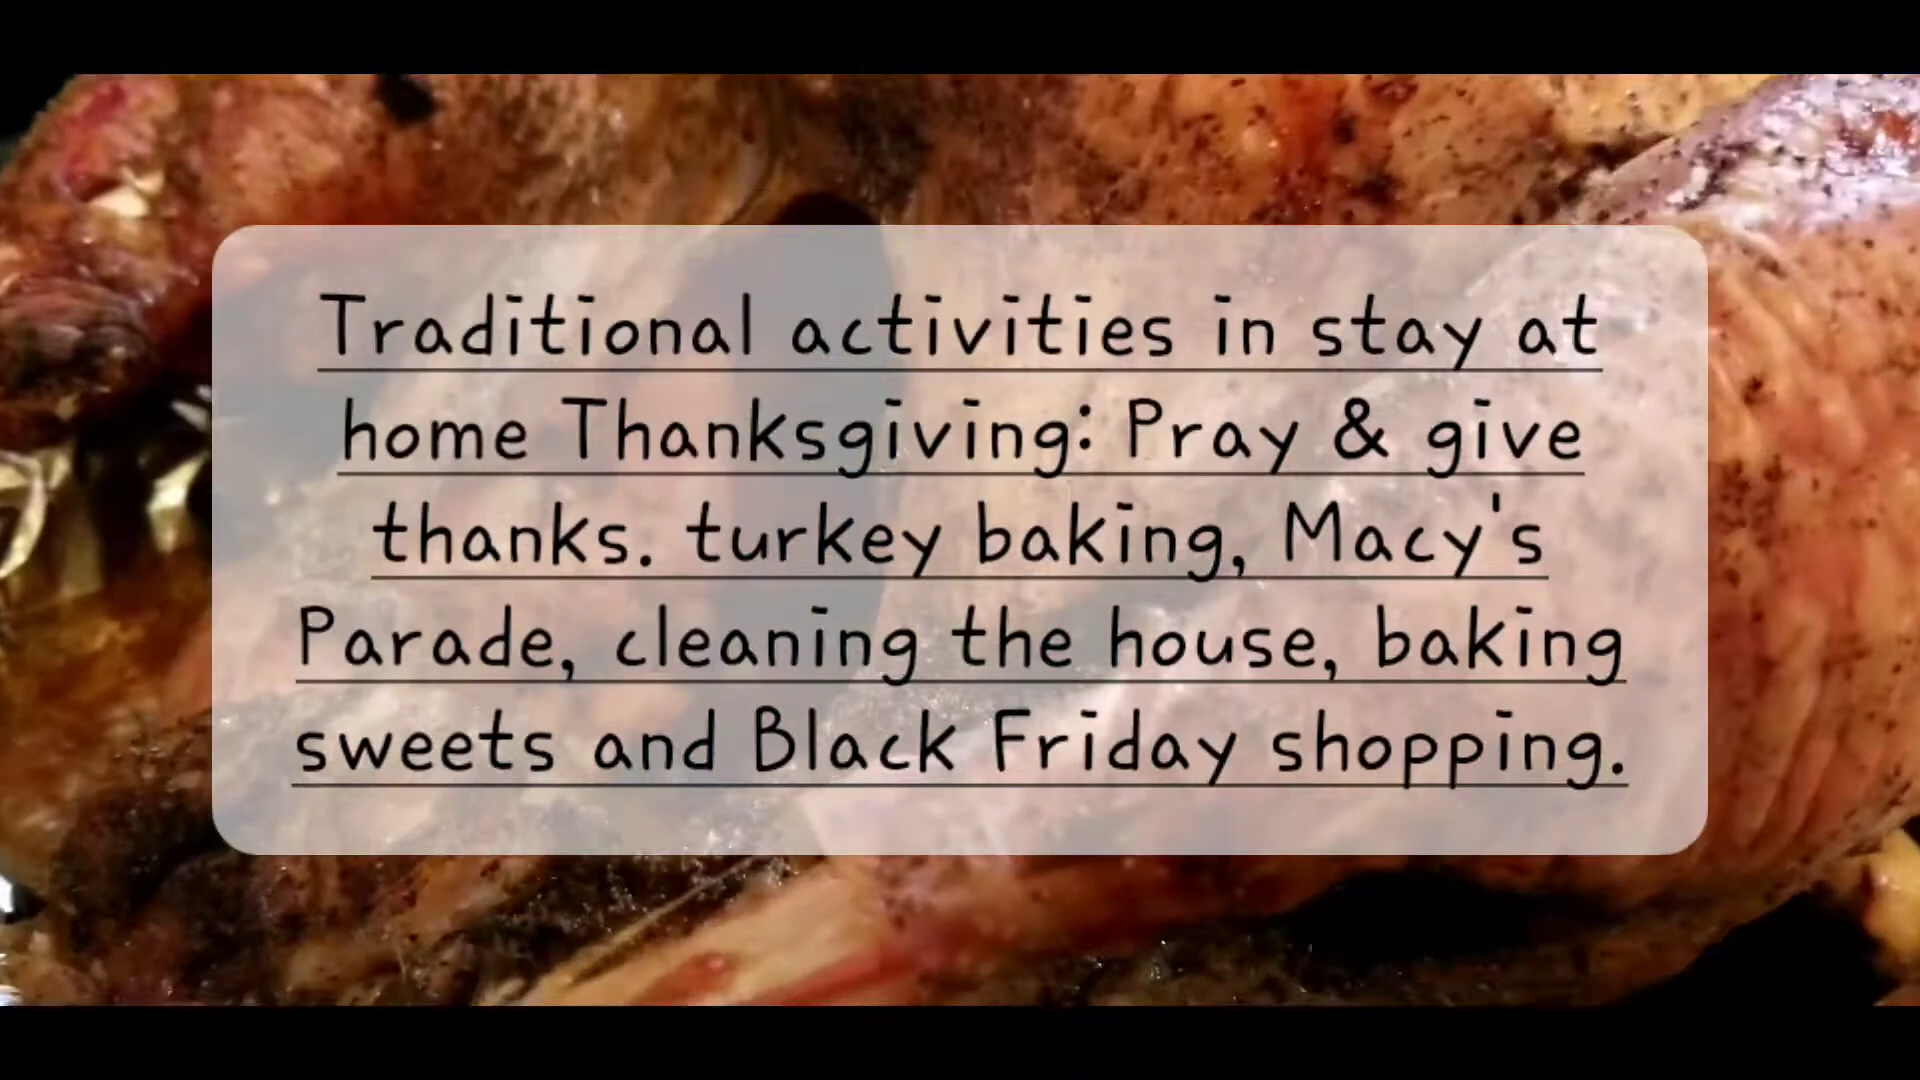 Traditional activities in stay at
home Thanksgiving: Pray & give
thanks. turkey baking, Macy's
Parade, cleaning the house, baking
sweets and Black Friday shopping.